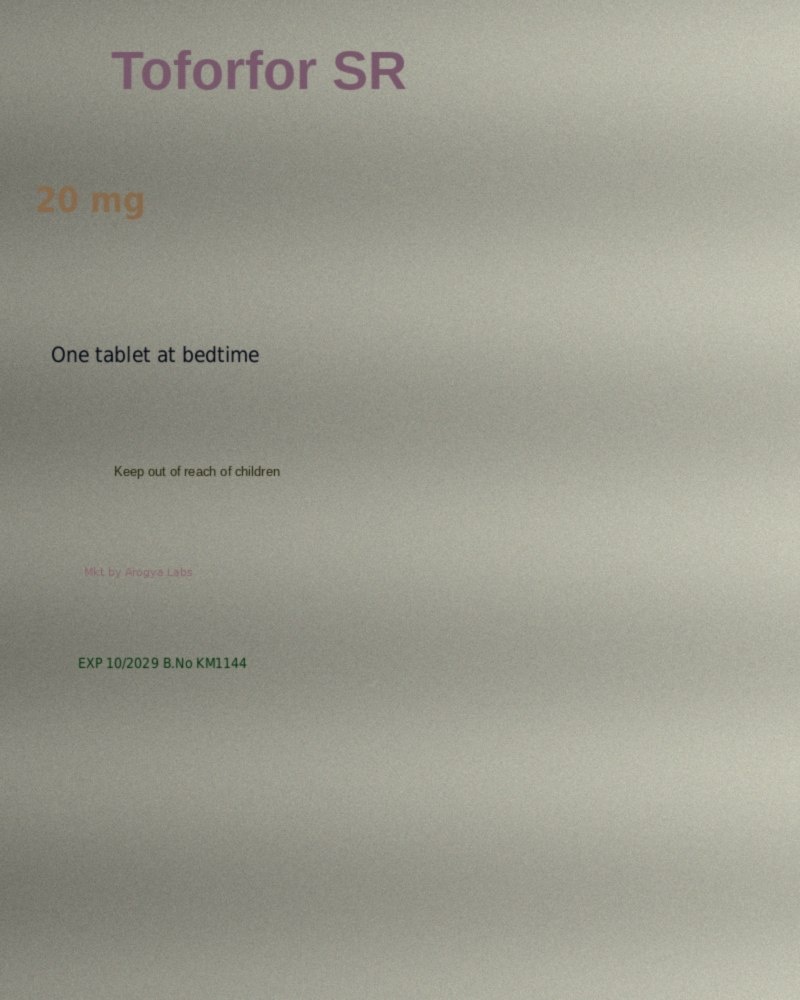 Toforfor SR
20 mg
One tablet at bedtime
Keep out of reach of children
Mkt by Arogya Labs
EXP 10/2029 B.No KM1144